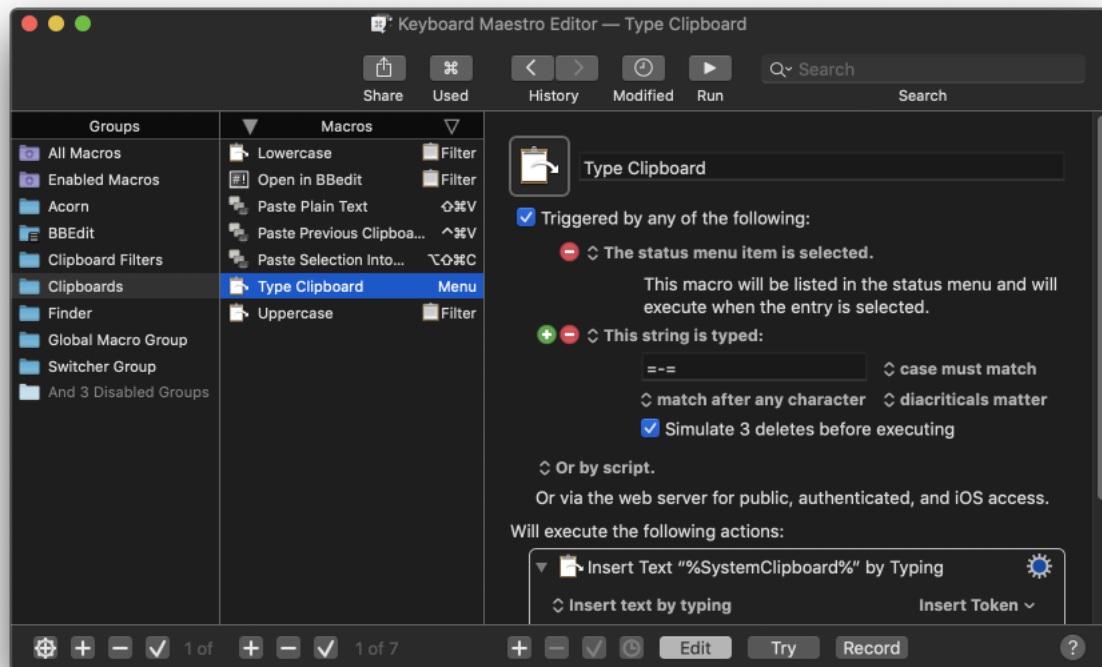 Keyboard Maestro Editor — Type Clipboard
Share
Used
History
Modified
Run
Search
Search
Groups
All Macros
Enabled Macros
Acorn
BBEdit
Clipboard Filters
Clipboards
Finder
Global Macro Group
Switcher Group
And 3 Disabled Groups
Macros
Lowercase Filter
Open in BBedit Filter
Paste Plain Text ⇧⌘V
Paste Previous Clipboa... ^⌘V
Paste Selection Into... ⌥⇧⌘C
Type Clipboard Menu
Uppercase Filter
Type Clipboard
Triggered by any of the following:
The status menu item is selected.
This macro will be listed in the status menu and will
execute when the entry is selected.
This string is typed:
=-= case must match
match after any character diacriticals matter
Simulate 3 deletes before executing
Or by script.
Or via the web server for public, authenticated, and iOS access.
Will execute the following actions:
Insert Text “%SystemClipboard%” by Typing
Insert text by typing Insert Token
1 of
1 of 7
Edit
Try
Record
?